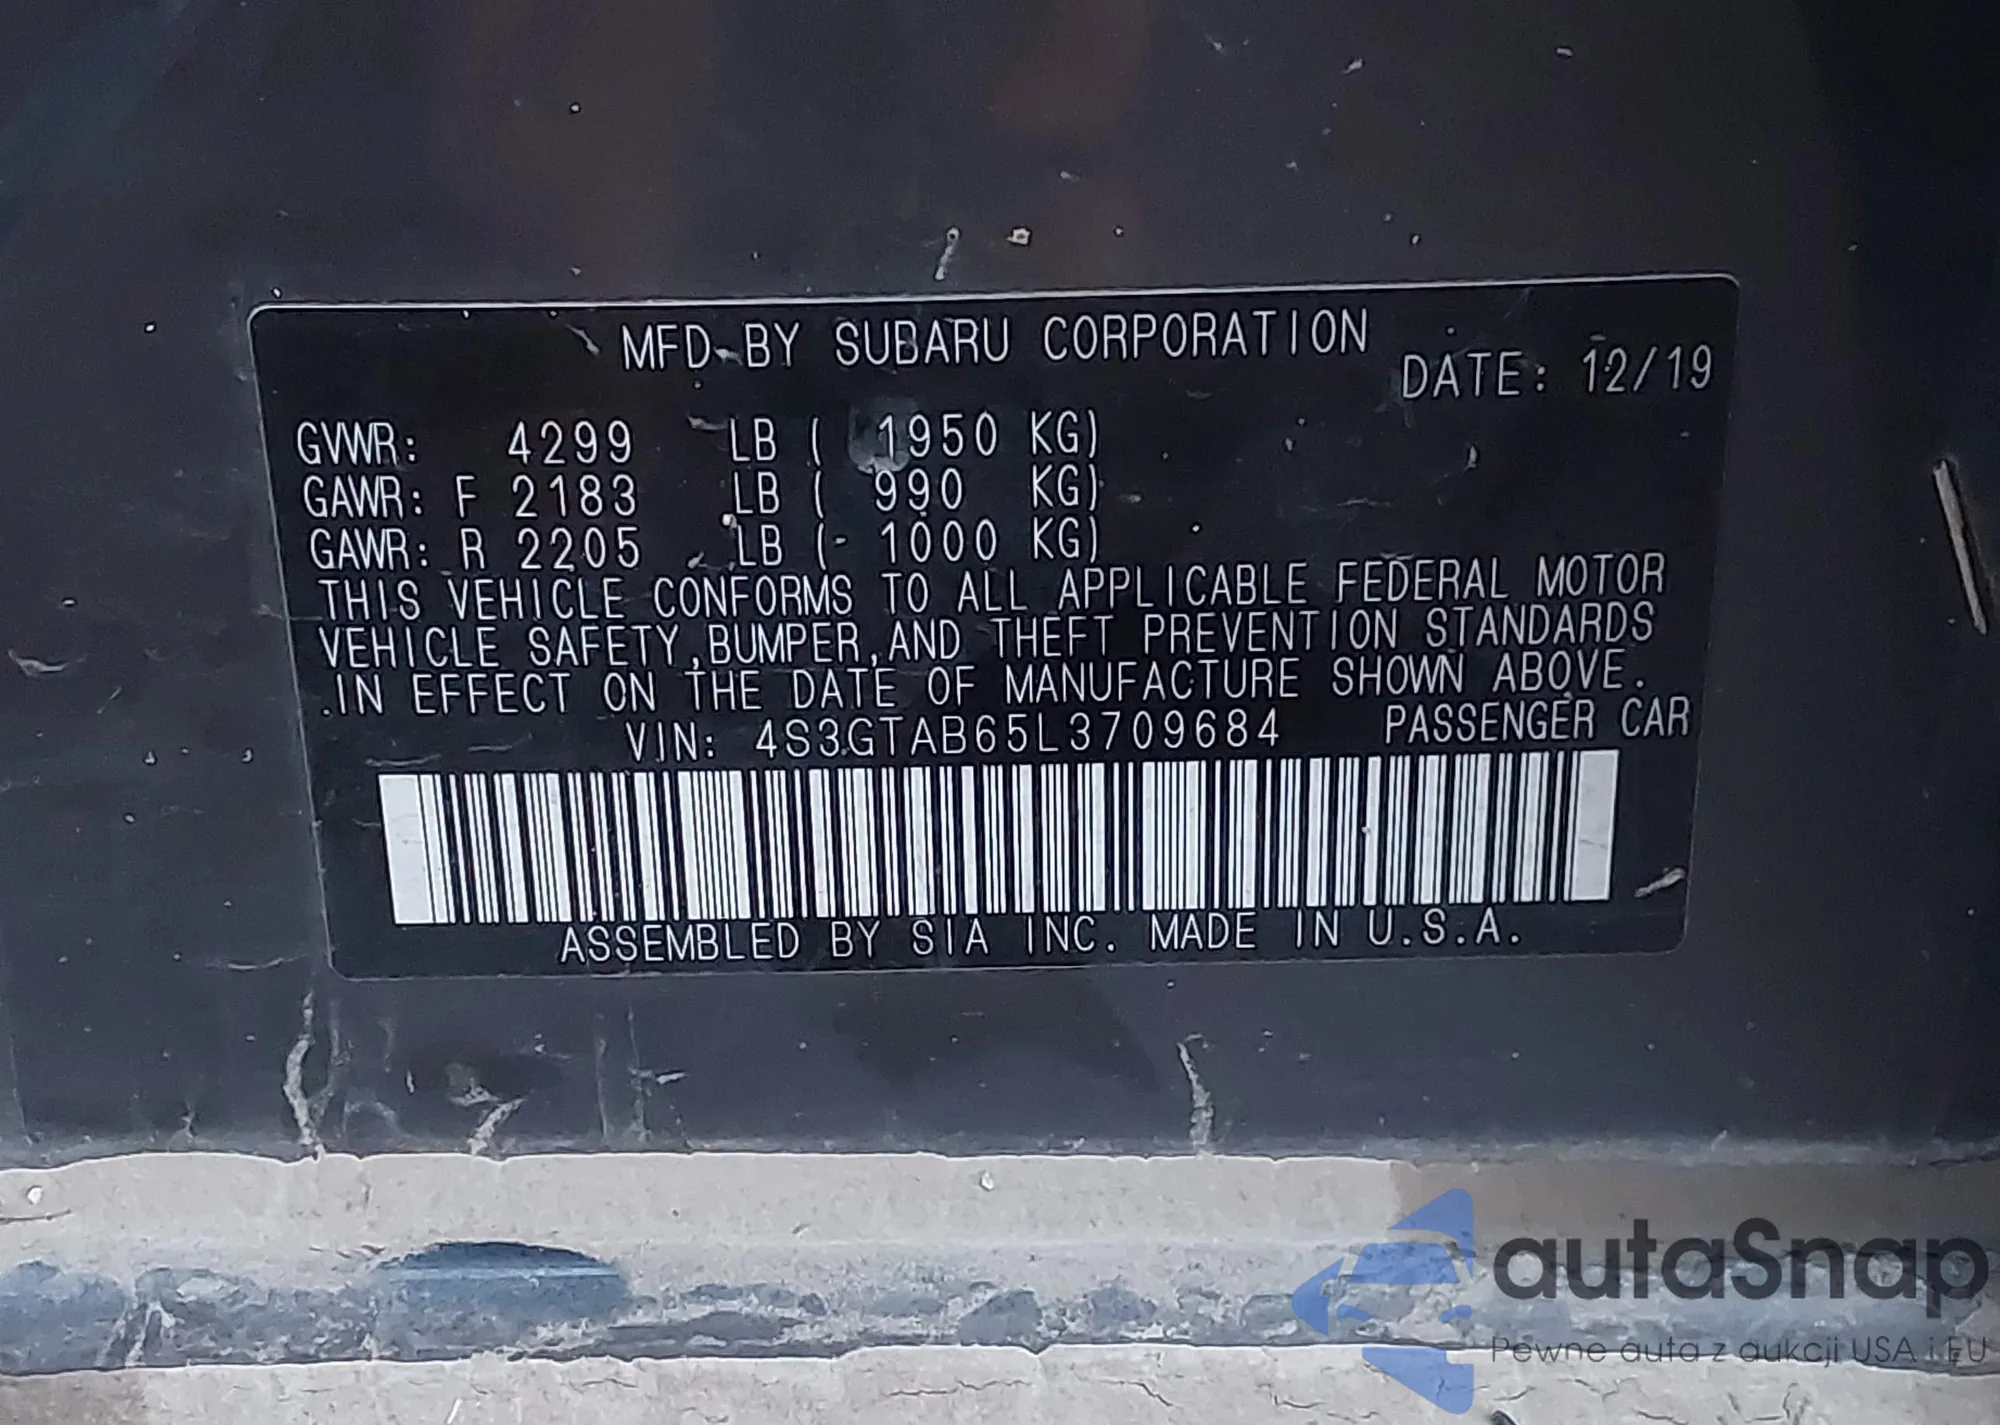 MFD BY SUBARU CORPORATION
DATE: 12/19
GVWR: 4299 LB ( 1950 KG)
GAWR: F 2183 LB ( 990 KG)
GAWR: R 2205 LB ( 1000 KG)
THIS VEHICLE CONFORMS TO ALL APPLICABLE FEDERAL MOTOR
VEHICLE SAFETY,BUMPER,AND THEFT PREVENTION STANDARDS
IN EFFECT ON THE DATE OF MANUFACTURE SHOWN ABOVE.
VIN: 4S3GTAB65L3709684 PASSENGER CAR
ASSEMBLED BY SIA INC. MADE IN U.S.A.
autaSnap
Pewne auta z aukcji USA i EU